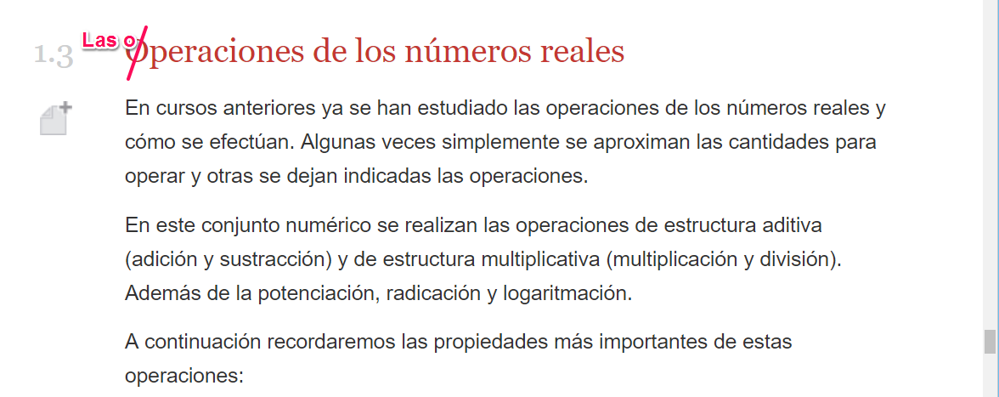 Las o
1.3 Operaciones de los números reales
En cursos anteriores ya se han estudiado las operaciones de los números reales y
cómo se efectúan. Algunas veces simplemente se aproximan las cantidades para
operar y otras se dejan indicadas las operaciones.
En este conjunto numérico se realizan las operaciones de estructura aditiva
(adición y sustracción) y de estructura multiplicativa (multiplicación y división).
Además de la potenciación, radicación y logaritmación.
A continuación recordaremos las propiedades más importantes de estas
operaciones: